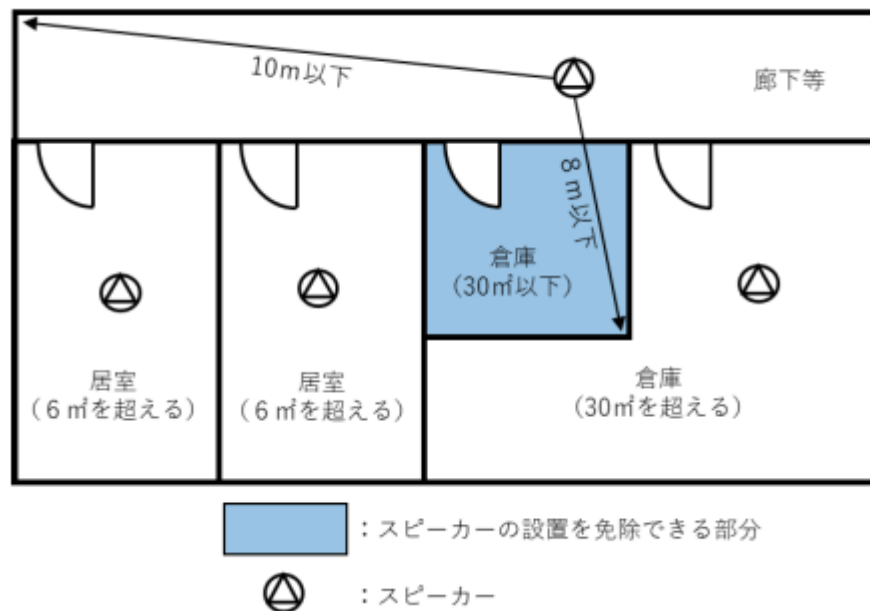 10m以下
廊下等
8m以下
倉庫
（30㎡以下）
居室
（6㎡を超える）
居室
（6㎡を超える）
倉庫
（30㎡を超える）
：スピーカーの設置を免除できる部分
：スピーカー